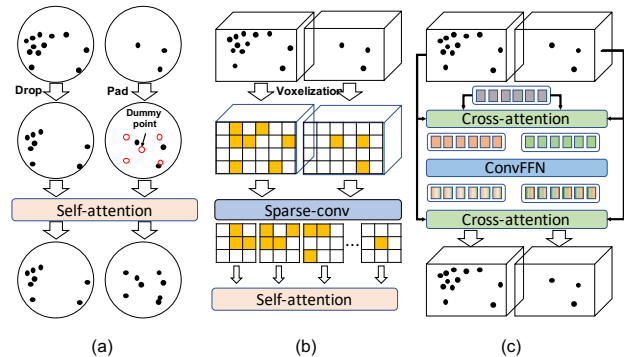 Drop
Pad
Dummy
point
Self-attention
(a)
Voxelization
Sparse-conv
...
Self-attention
(b)
Cross-attention
ConvFFN
Cross-attention
(c)